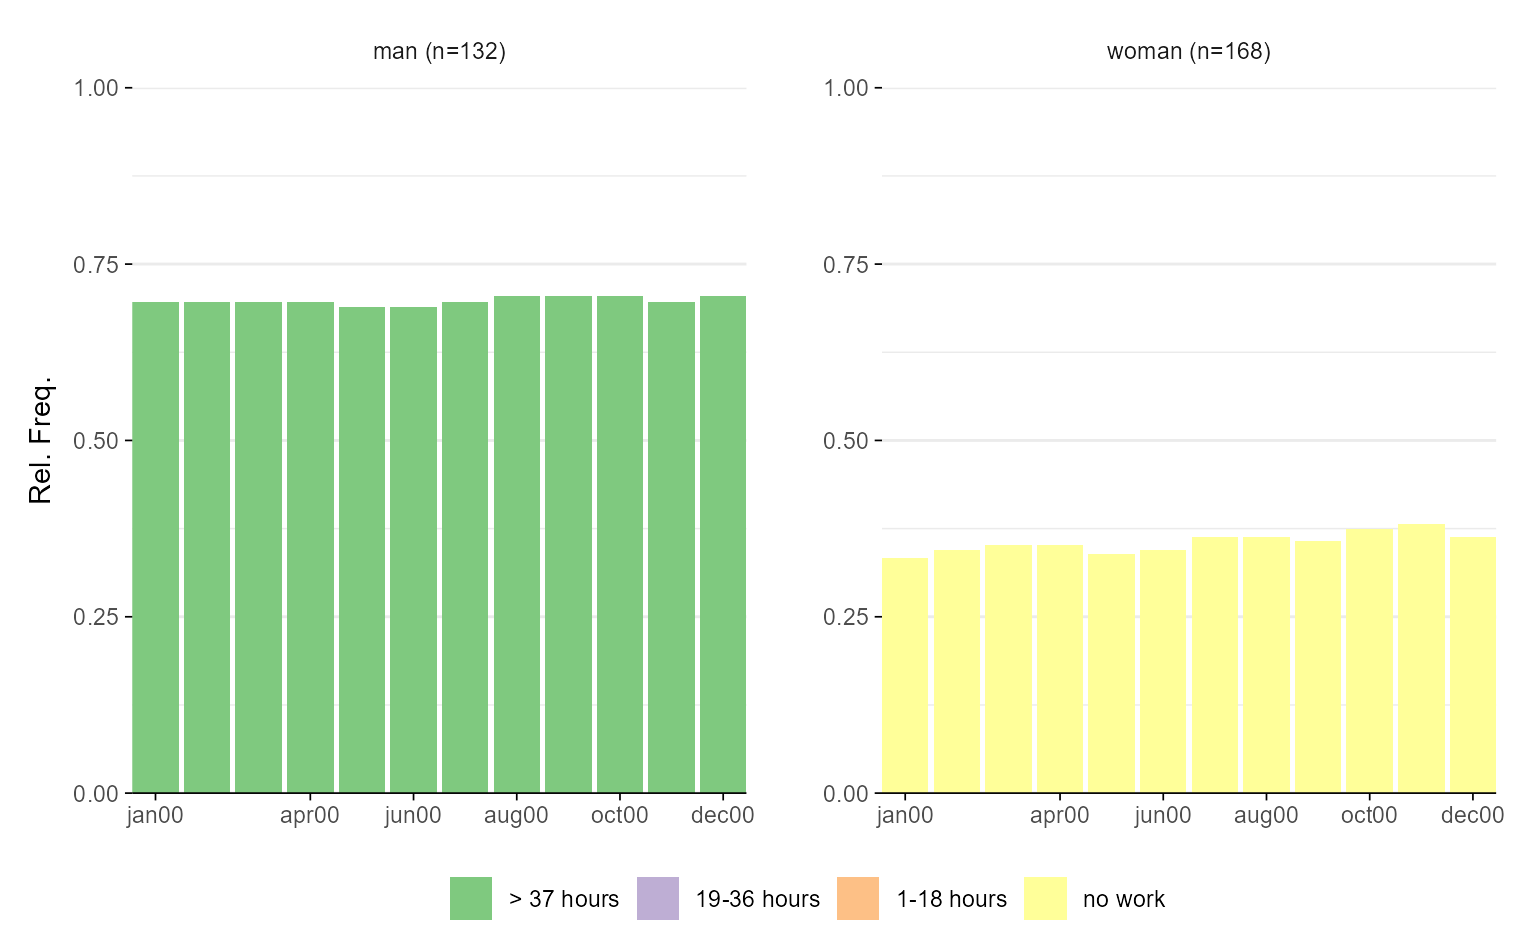 man (n=132)
woman (n=168)
Rel. Freq.
1.00
0.75
0.50
0.25
0.00
jan00 apr00 jun00 aug00 oct00 dec00
1.00
0.75
0.50
0.25
0.00
jan00 apr00 jun00 aug00 oct00 dec00
> 37 hours 19-36 hours 1-18 hours no work